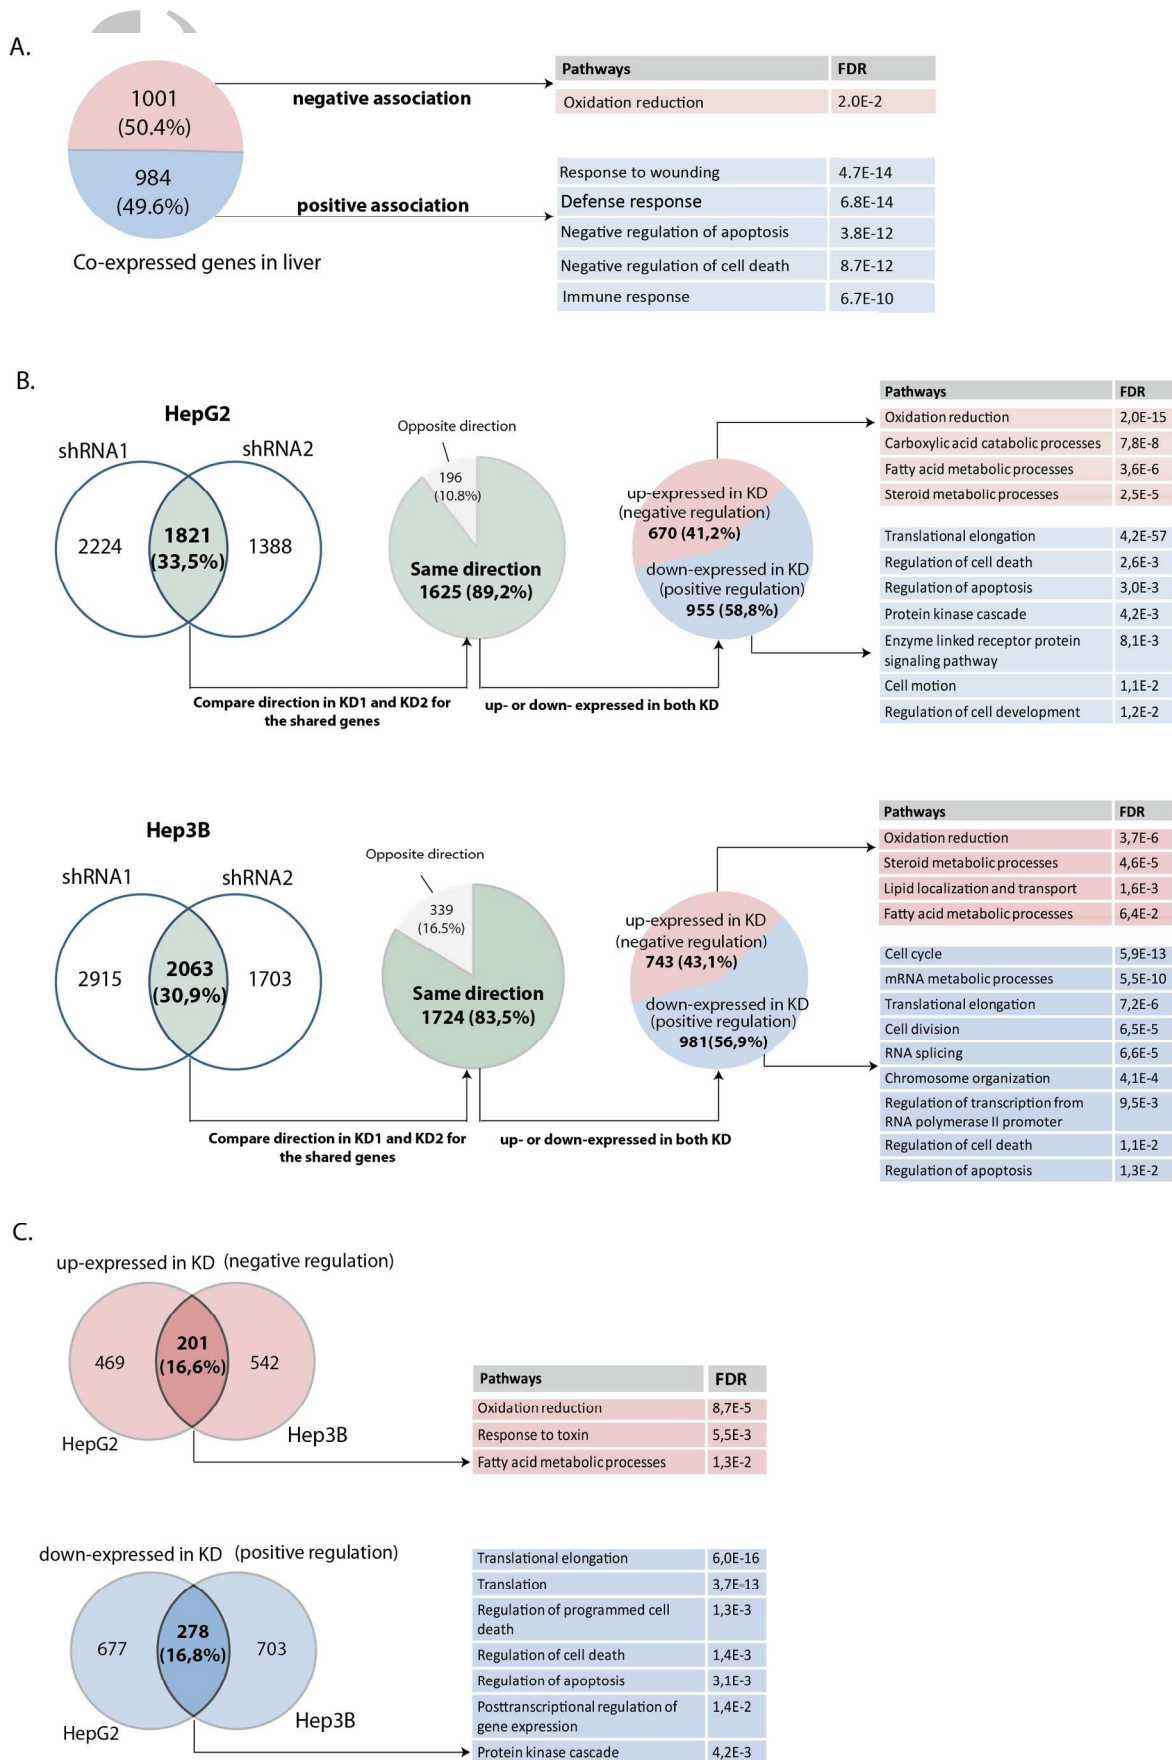 A.
1001
(50.4%)
984
(49.6%)
Co-expressed genes in liver
negative association
positive association
Pathways FDR
Oxidation reduction 2.0E-2
Response to wounding 4.7E-14
Defense response 6.8E-14
Negative regulation of apoptosis 3.8E-12
Negative regulation of cell death 8.7E-12
Immune response 6.7E-10
B.
HepG2
shRNA1 shRNA2
2224
1821
(33,5%)
1388
Compare direction in KD1 and KD2 for
the shared genes
Opposite direction
196
(10.8%)
Same direction
1625 (89,2%)
up- or down- expressed in both KD
up-expressed in KD
(negative regulation)
670 (41,2%)
down-expressed in KD
(positive regulation)
955 (58,8%)
Pathways FDR
Oxidation reduction 2,0E-15
Carboxylic acid catabolic processes 7,8E-8
Fatty acid metabolic processes 3,6E-6
Steroid metabolic processes 2,5E-5
Translational elongation 4,2E-57
Regulation of cell death 2,6E-3
Regulation of apoptosis 3,0E-3
Protein kinase cascade 4,2E-3
Enzyme linked receptor protein 8,1E-3
signaling pathway
Cell motion 1,1E-2
Regulation of cell development 1,2E-2
Hep3B
shRNA1 shRNA2
2915
2063
(30,9%)
1703
Compare direction in KD1 and KD2 for
the shared genes
Opposite direction
339
(16.5%)
Same direction
1724 (83,5%)
up- or down-expressed in both KD
up-expressed in KD
(negative regulation)
743 (43,1%)
down-expressed in KD
(positive regulation)
981(56,9%)
Pathways FDR
Oxidation reduction 3,7E-6
Steroid metabolic processes 4,6E-5
Lipid localization and transport 1,6E-3
Fatty acid metabolic processes 6,4E-2
Cell cycle 5,9E-13
mRNA metabolic processes 5,5E-10
Translational elongation 7,2E-6
Cell division 6,5E-5
RNA splicing 6,6E-5
Chromosome organization 4,1E-4
Regulation of transcription from 9,5E-3
RNA polymerase II promoter
Regulation of cell death 1,1E-2
Regulation of apoptosis 1,3E-2
C.
up-expressed in KD (negative regulation)
469
201
(16,6%)
542
HepG2
Hep3B
Pathways FDR
Oxidation reduction 8,7E-5
Response to toxin 5,5E-3
Fatty acid metabolic processes 1,3E-2
down-expressed in KD (positive regulation)
677
278
(16,8%)
703
HepG2
Hep3B
Translational elongation 6,0E-16
Translation 3,7E-13
Regulation of programmed cell 1,3E-3
death
Regulation of cell death 1,4E-3
Regulation of apoptosis 3,1E-3
Posttranscriptional regulation of 1,4E-2
gene expression
Protein kinase cascade 4,2E-3